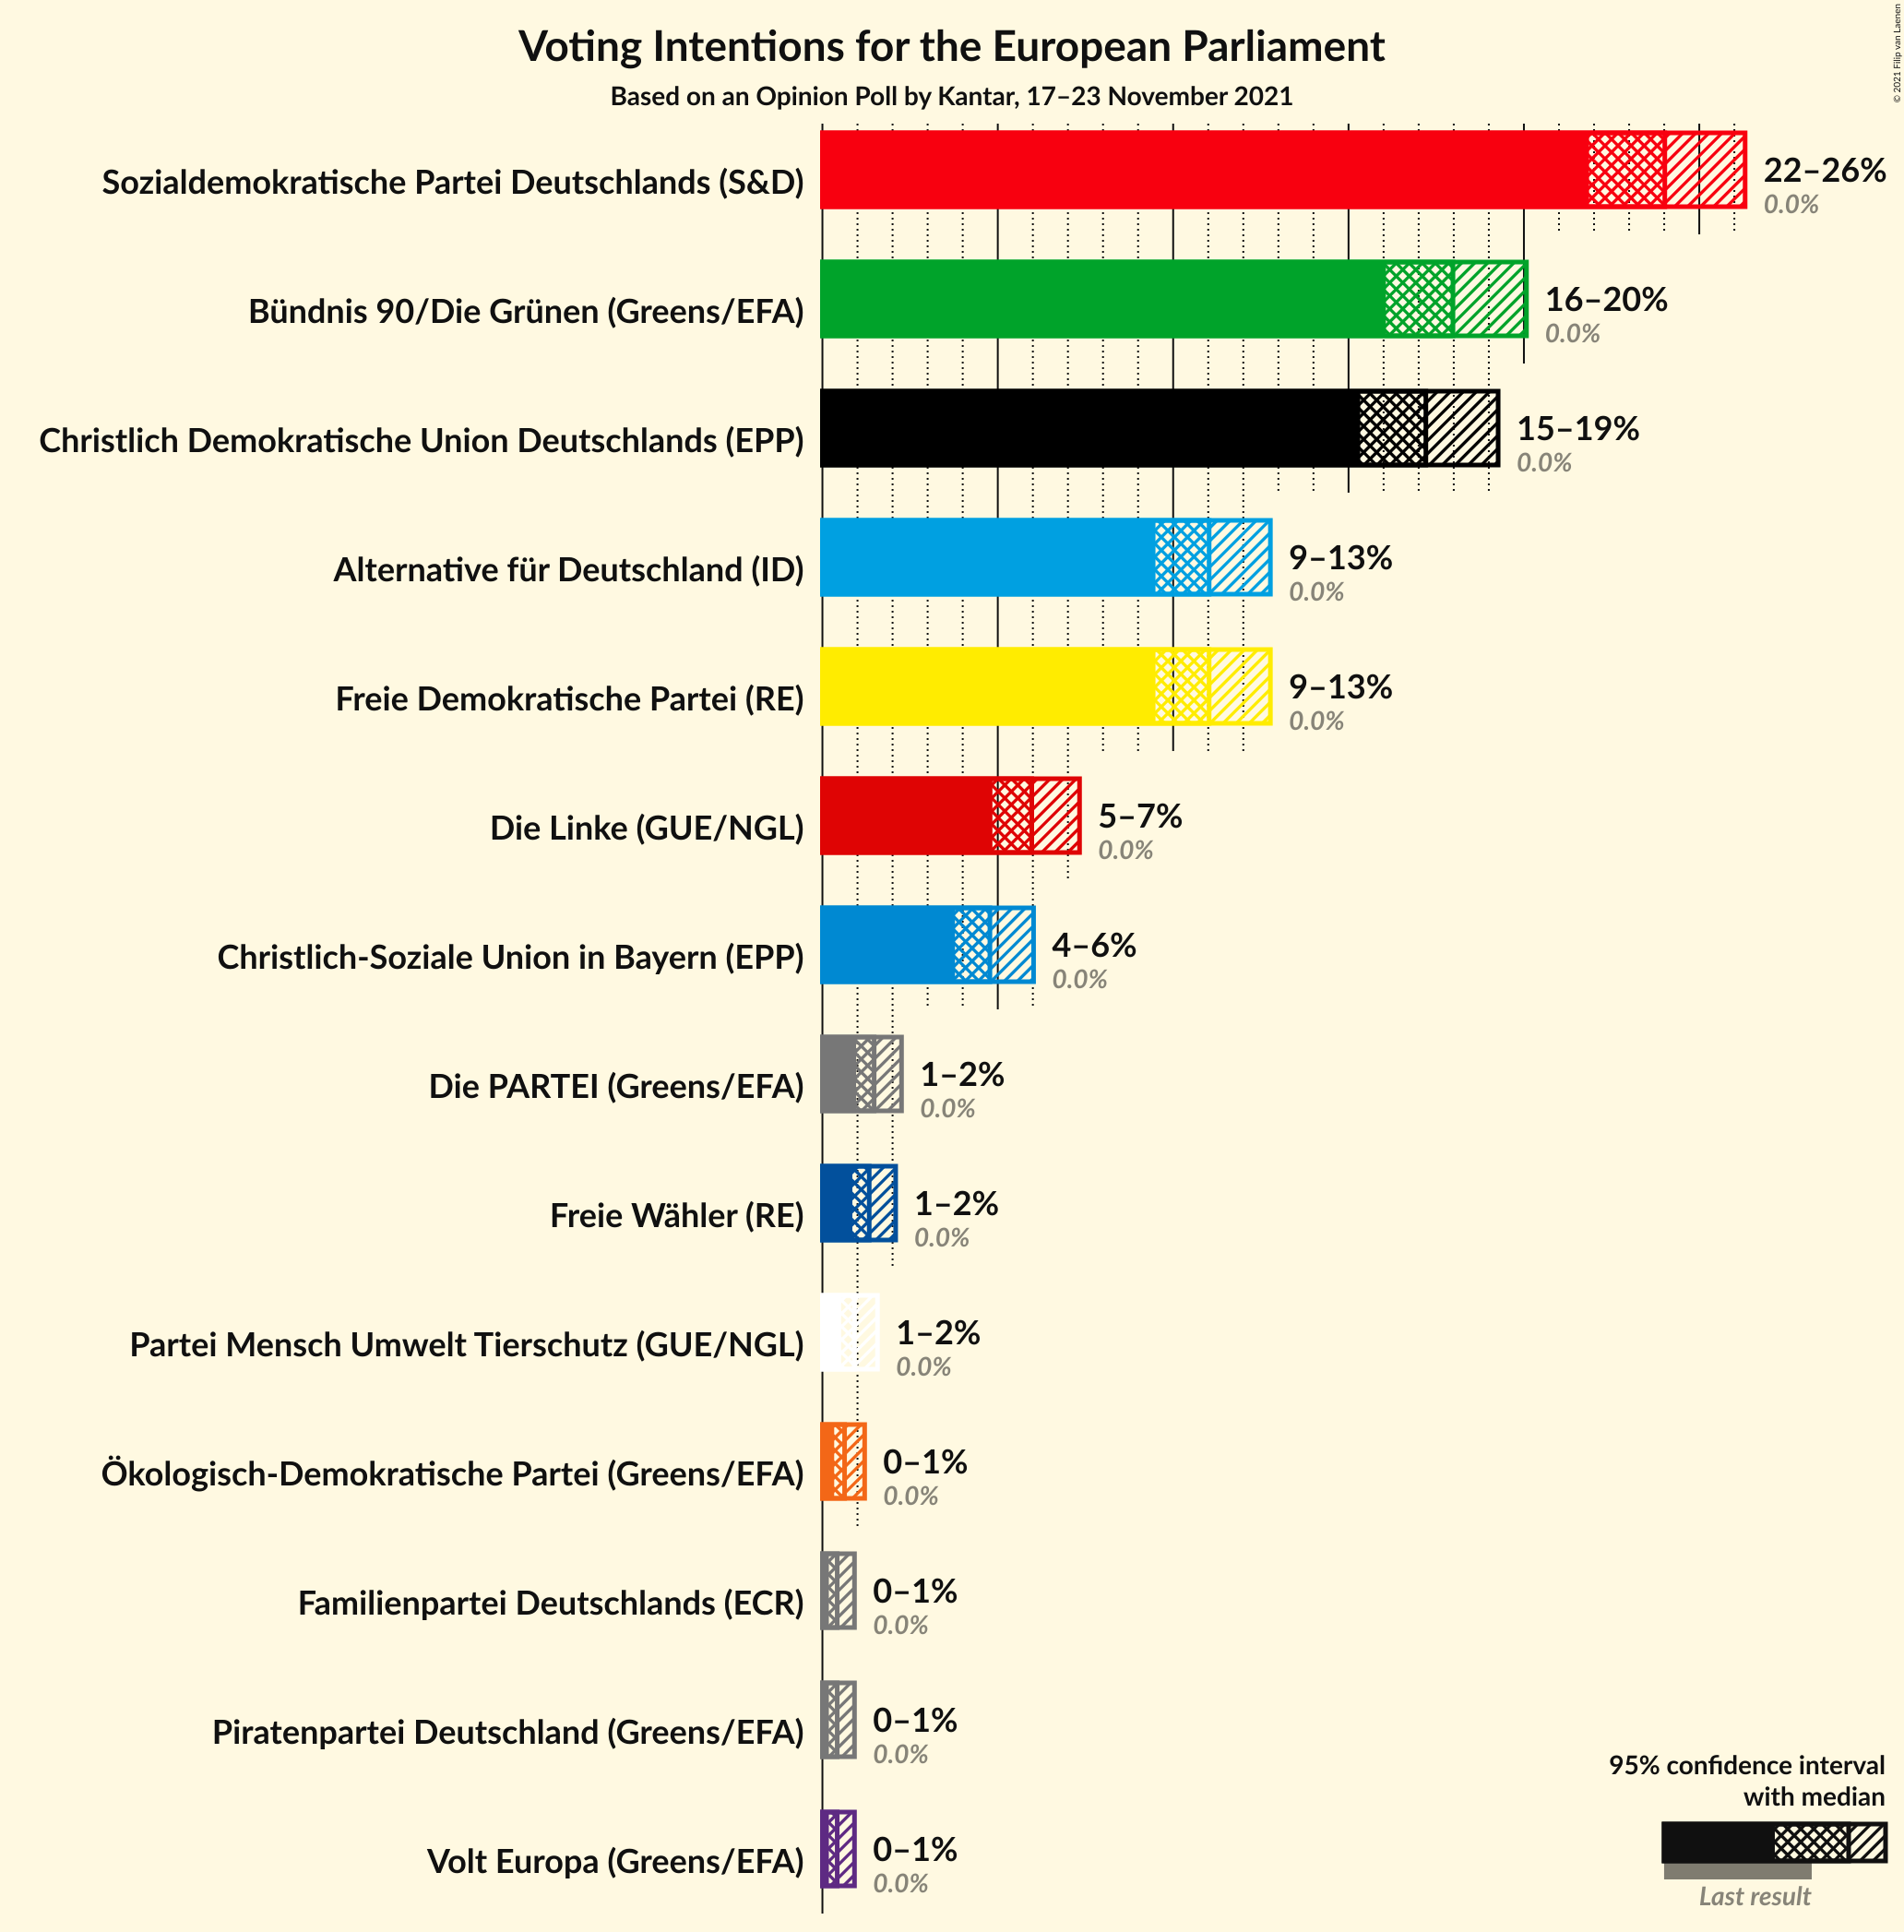 Voting Intentions for the European Parliament
Based on an Opinion Poll by Kantar, 17–23 November 2021
© 2021 Filip van Laenen
Sozialdemokratische Partei Deutschlands (S&D)
22–26%
0.0%
Bündnis 90/Die Grünen (Greens/EFA)
16–20%
0.0%
Christlich Demokratische Union Deutschlands (EPP)
15–19%
0.0%
Alternative für Deutschland (ID)
9–13%
0.0%
Freie Demokratische Partei (RE)
9–13%
0.0%
Die Linke (GUE/NGL)
5–7%
0.0%
Christlich-Soziale Union in Bayern (EPP)
4–6%
0.0%
Die PARTEI (Greens/EFA)
1–2%
0.0%
Freie Wähler (RE)
1–2%
0.0%
Partei Mensch Umwelt Tierschutz (GUE/NGL)
1–2%
0.0%
Ökologisch-Demokratische Partei (Greens/EFA)
0–1%
0.0%
Familienpartei Deutschlands (ECR)
0–1%
0.0%
Piratenpartei Deutschland (Greens/EFA)
0–1%
0.0%
Volt Europa (Greens/EFA)
0–1%
0.0%
95% confidence interval
with median
Last result